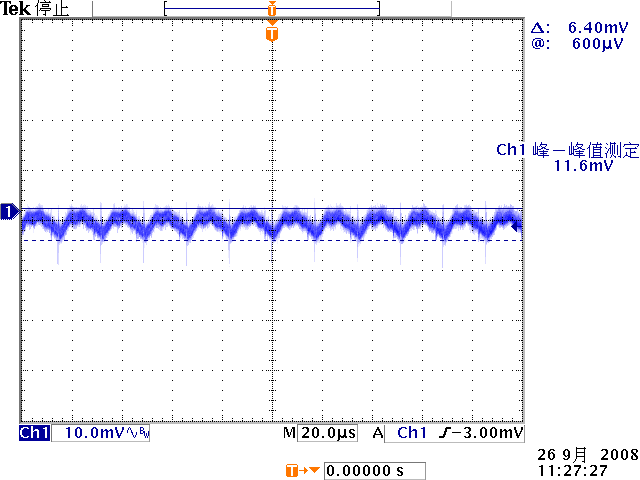 Tek 停止
T
T
Δ: 6.40mV
@: 600μV
Ch1 峰－峰值测定
11.6mV
1
Ch1 10.0mV∿Bw M 20.0μs A Ch1 ʃ −3.00mV
26 9月 2008
11:27:27
T→▼ 0.00000 s